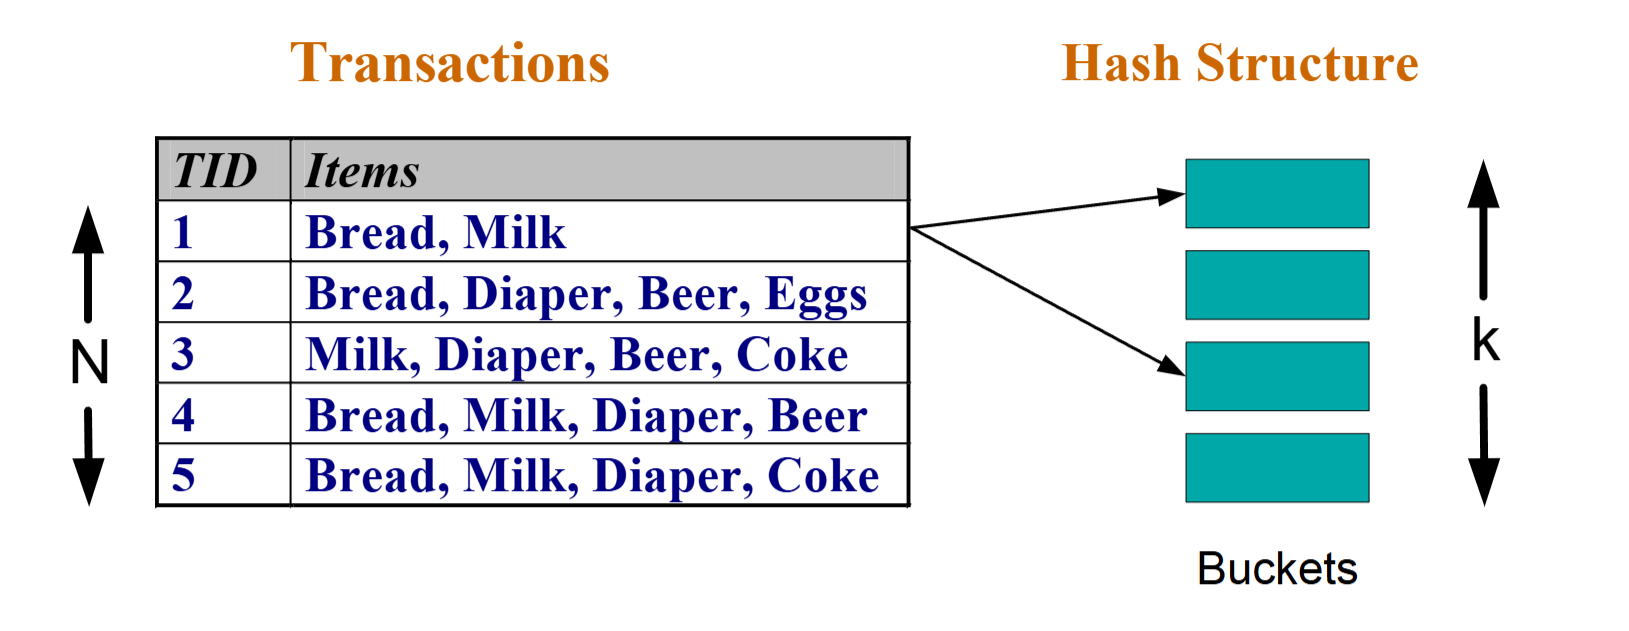 Transactions
Hash Structure
TID Items
1 Bread, Milk
2 Bread, Diaper, Beer, Eggs
3 Milk, Diaper, Beer, Coke
4 Bread, Milk, Diaper, Beer
5 Bread, Milk, Diaper, Coke
N
k
Buckets